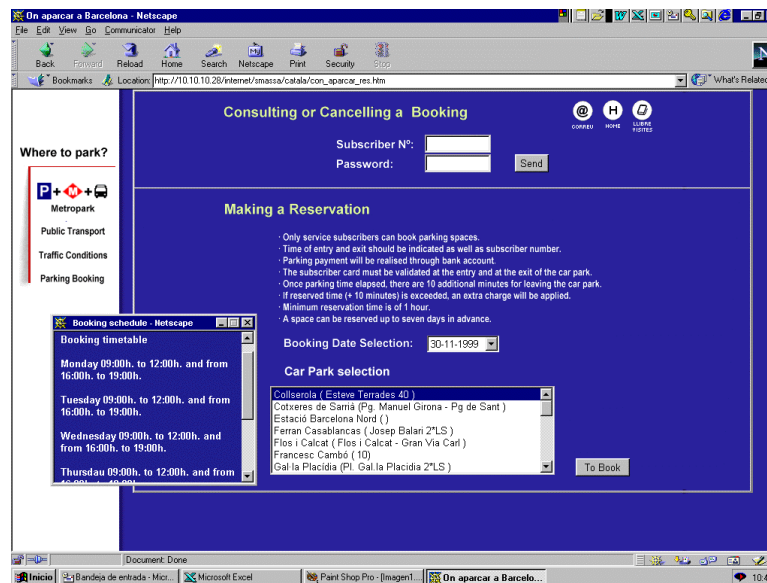 On aparcar a Barcelona - Netscape
File Edit View Go Communicator Help
Back Forward Reload Home Search Netscape Print Security Stop
Bookmarks Location: http://10.10.10.28/internet/smassa/catala/con_aparcar_res.htm What's Related
Consulting or Cancelling a Booking
CORREU HOME LLIBRE VISITES
Subscriber Nº:
Password:
Send
Where to park?
P + M +
Metropark
Public Transport
Traffic Conditions
Parking Booking
Making a Reservation
· Only service subscribers can book parking spaces.
· Time of entry and exit should be indicated as well as subscriber number.
· Parking payment will be realised through bank account.
· The subscriber card must be validated at the entry and at the exit of the car park.
· Once parking time elapsed, there are 10 additional minutes for leaving the car park.
· If reserved time (+ 10 minutes) is exceeded, an extra charge will be applied.
· Minimum reservation time is of 1 hour.
· A space can be reserved up to seven days in advance.
Booking Date Selection: 30-11-1999
Car Park selection
Collserola ( Esteve Terrades 40 )
Cotxeres de Sarriá (Pg. Manuel Girona - Pg de Sant )
Estació Barcelona Nord ( )
Ferran Casablancas ( Josep Balari 2*LS )
Flos i Calcat ( Flos i Calcat - Gran Via Carl )
Francesc Cambó ( 10)
Gal·la Placídia (Pl. Gal.la Placidia 2*LS )
To Book
Booking schedule - Netscape
Booking timetable
Monday 09:00h. to 12:00h. and from
16:00h. to 19:00h.
Tuesday 09:00h. to 12:00h. and from
16:00h. to 19:00h.
Wednesday 09:00h. to 12:00h. and
from 16:00h. to 19:00h.
Thursdau 09:00h. to 12:00h. and from
Document: Done
Inicio Bandeja de entrada - Micr... Microsoft Excel Paint Shop Pro - [Imagen1... On aparcar a Barcelo...